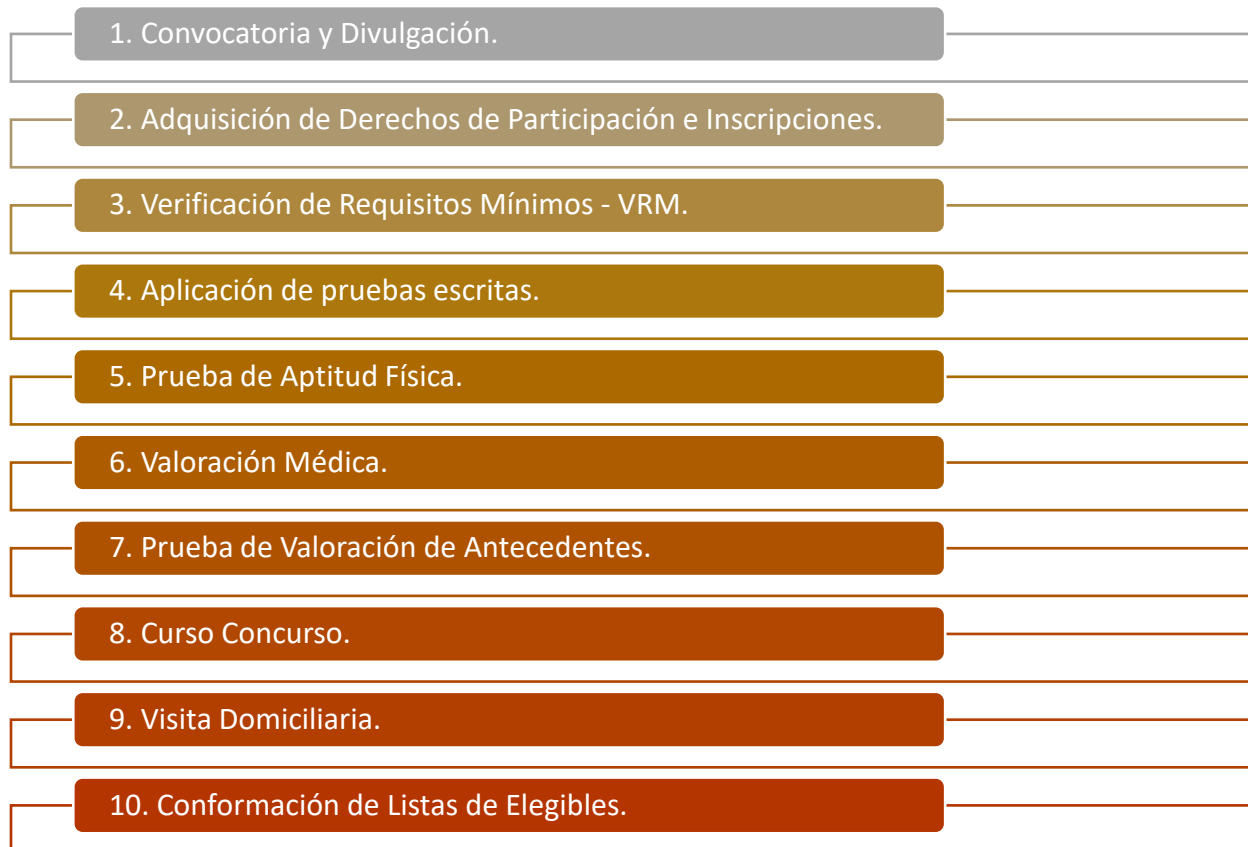 1. Convocatoria y Divulgación.
2. Adquisición de Derechos de Participación e Inscripciones.
3. Verificación de Requisitos Mínimos - VRM.
4. Aplicación de pruebas escritas.
5. Prueba de Aptitud Física.
6. Valoración Médica.
7. Prueba de Valoración de Antecedentes.
8. Curso Concurso.
9. Visita Domiciliaria.
10. Conformación de Listas de Elegibles.